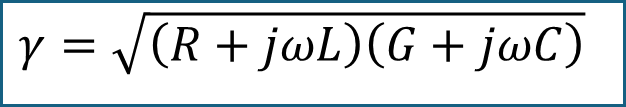 γ = √(R + jωL)(G + jωC)